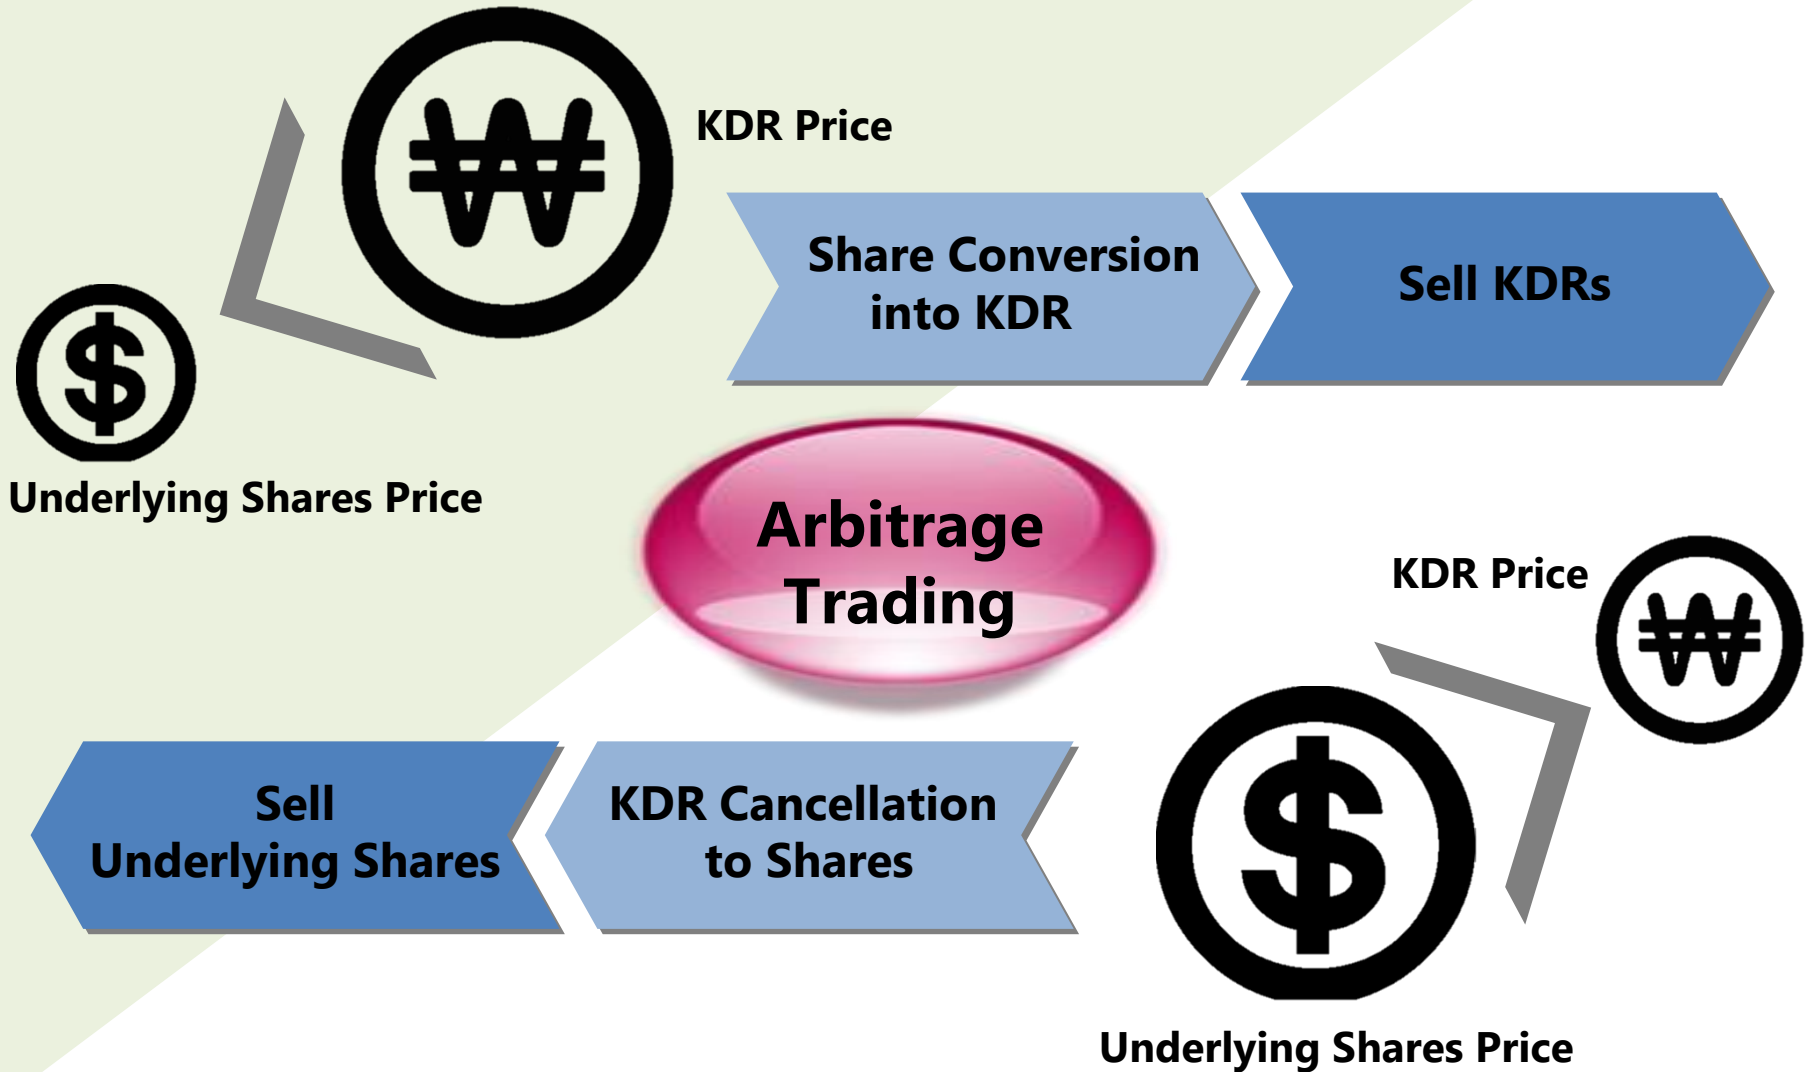 KDR Price
₩
$
Underlying Shares Price
Share Conversion
into KDR
Sell KDRs
Arbitrage
Trading
KDR Price
₩
$
Underlying Shares Price
KDR Cancellation
to Shares
Sell
Underlying Shares